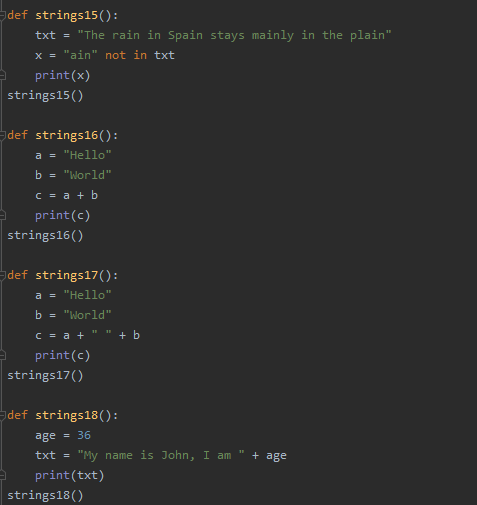 def strings15():
    txt = "The rain in Spain stays mainly in the plain"
    x = "ain" not in txt
    print(x)
strings15()

def strings16():
    a = "Hello"
    b = "World"
    c = a + b
    print(c)
strings16()

def strings17():
    a = "Hello"
    b = "World"
    c = a + " " + b
    print(c)
strings17()

def strings18():
    age = 36
    txt = "My name is John, I am " + age
    print(txt)
strings18()